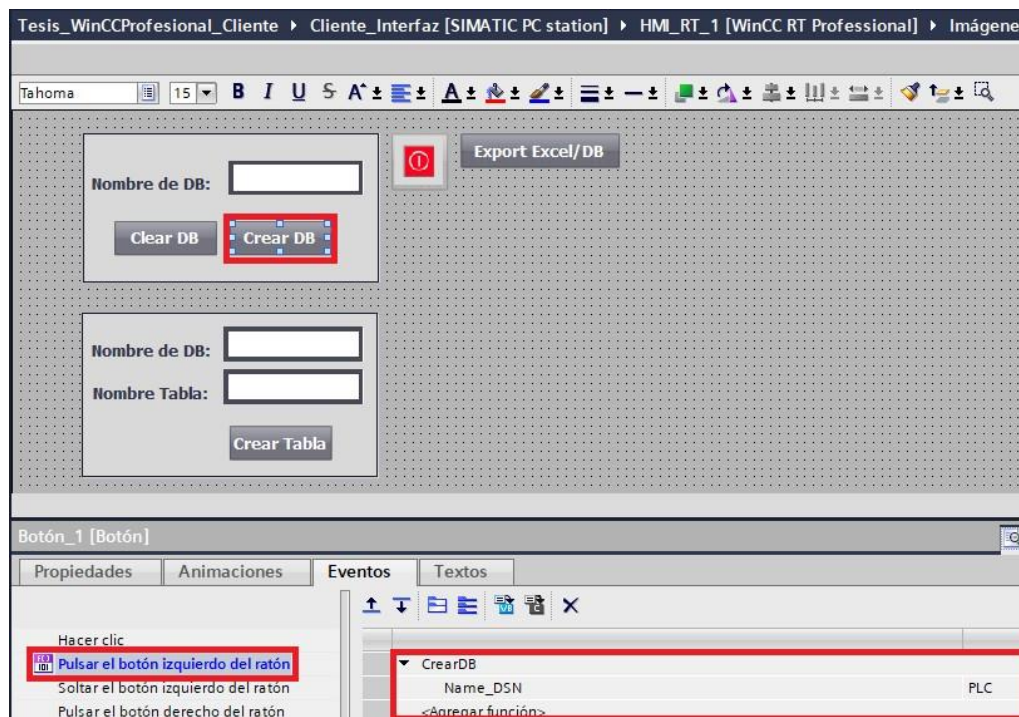 Tesis_WinCCProfesional_Cliente ▸ Cliente_Interfaz [SIMATIC PC station] ▸ HMI_RT_1 [WinCC RT Professional] ▸ Imágene
Tahoma 15 B I U S A A
Export Excel/DB
Nombre de DB:
Clear DB Crear DB
Nombre de DB:
Nombre Tabla:
Crear Tabla
Botón_1 [Botón]
Propiedades Animaciones Eventos Textos
Hacer clic
Pulsar el botón izquierdo del ratón CrearDB
Soltar el botón izquierdo del ratón Name_DSN PLC
Pulsar el botón derecho del ratón <Agregar función>